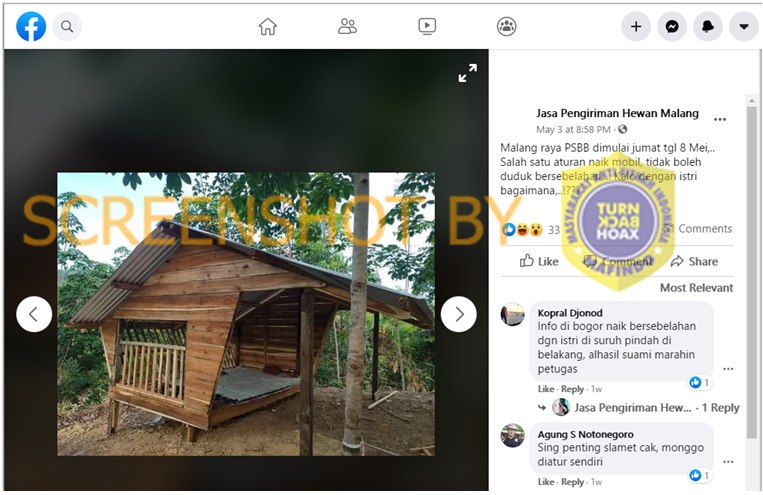 Jasa Pengiriman Hewan Malang
May 3 at 8:58 PM ·
Malang raya PSBB dimulai jumat tgl 8 Mei,..
Salah satu aturan naik mobil, tidak boleh
duduk bersebelahan,... Kalo dengan istri
bagaimana,..!???
33
Comments
Like
Comment
Share
Most Relevant
Kopral Djonod
Info di bogor naik bersebelahan
dgn istri di suruh pindah di
belakang, alhasil suami marahin
petugas
1
Like · Reply · 1w
Jasa Pengiriman Hew... · 1 Reply
Agung S Notonegoro
Sing penting slamet cak, monggo
diatur sendiri
1
Like · Reply · 1w
SCREENSHOT BY
MASYARAKAT ANTI FITNAH INDONESIA
TURN
BACK
HOAX
MAFINDO